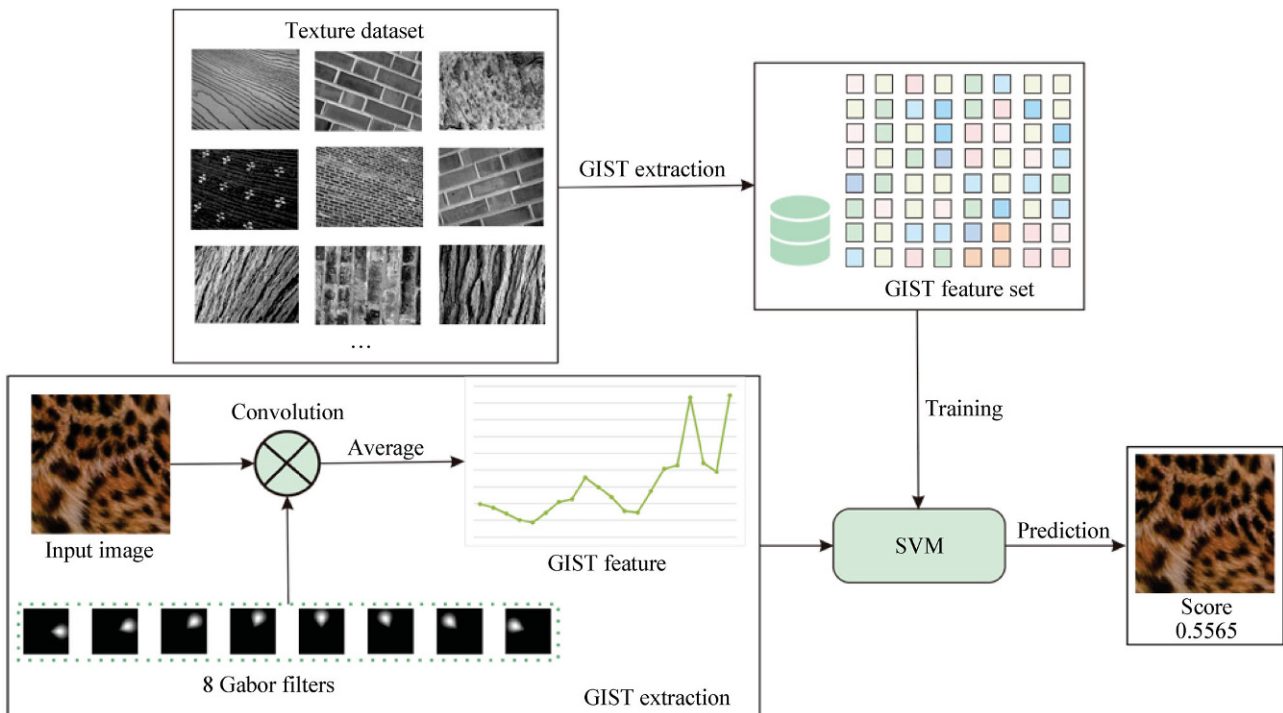 Texture dataset
…
GIST extraction
GIST feature set
Training
Convolution
Average
Input image
GIST feature
8 Gabor filters
GIST extraction
SVM
Prediction
Score
0.5565